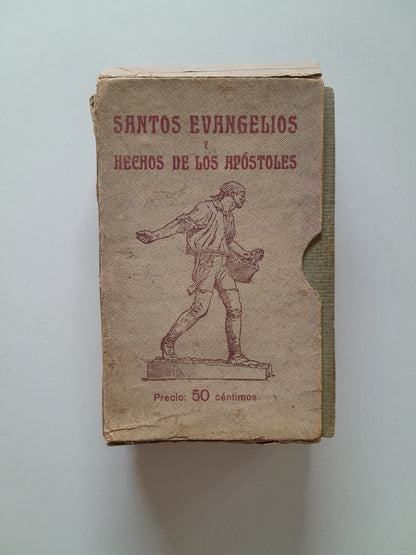 SANTOS EVANGELIOS
Y
HECHOS DE LOS APÓSTOLES
Precio: 50 céntimos.